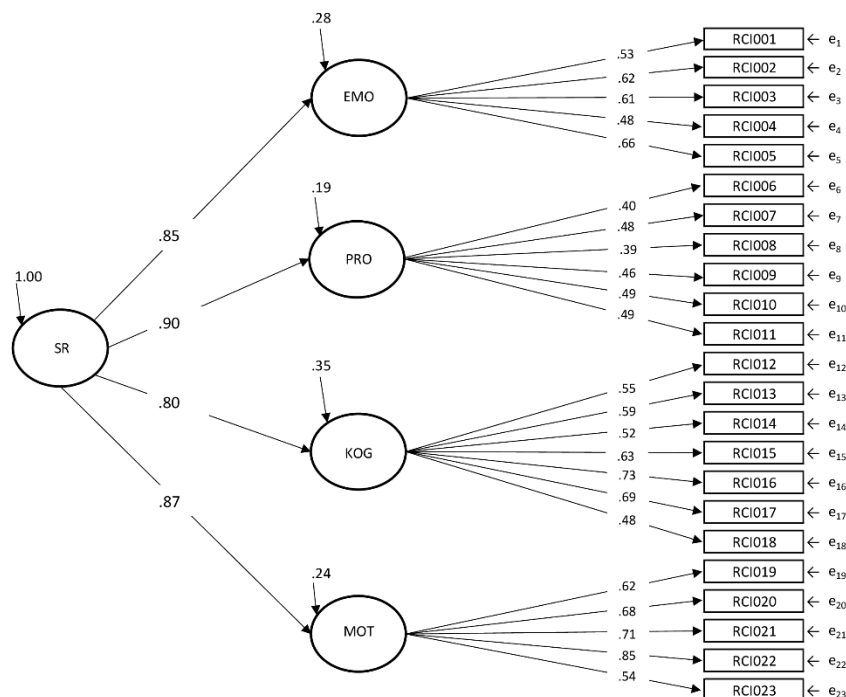 .28
EMO
.53
.62
.61
.48
.66
RCI001 ← e1
RCI002 ← e2
RCI003 ← e3
RCI004 ← e4
RCI005 ← e5
.85
.19
PRO
.40
.48
.39
.46
.49
.49
RCI006 ← e6
RCI007 ← e7
RCI008 ← e8
RCI009 ← e9
RCI010 ← e10
RCI011 ← e11
1.00
SR
.90
.80
.35
KOG
.55
.59
.52
.63
.73
.69
.48
RCI012 ← e12
RCI013 ← e13
RCI014 ← e14
RCI015 ← e15
RCI016 ← e16
RCI017 ← e17
RCI018 ← e18
.87
.24
MOT
.62
.68
.71
.85
.54
RCI019 ← e19
RCI020 ← e20
RCI021 ← e21
RCI022 ← e22
RCI023 ← e23